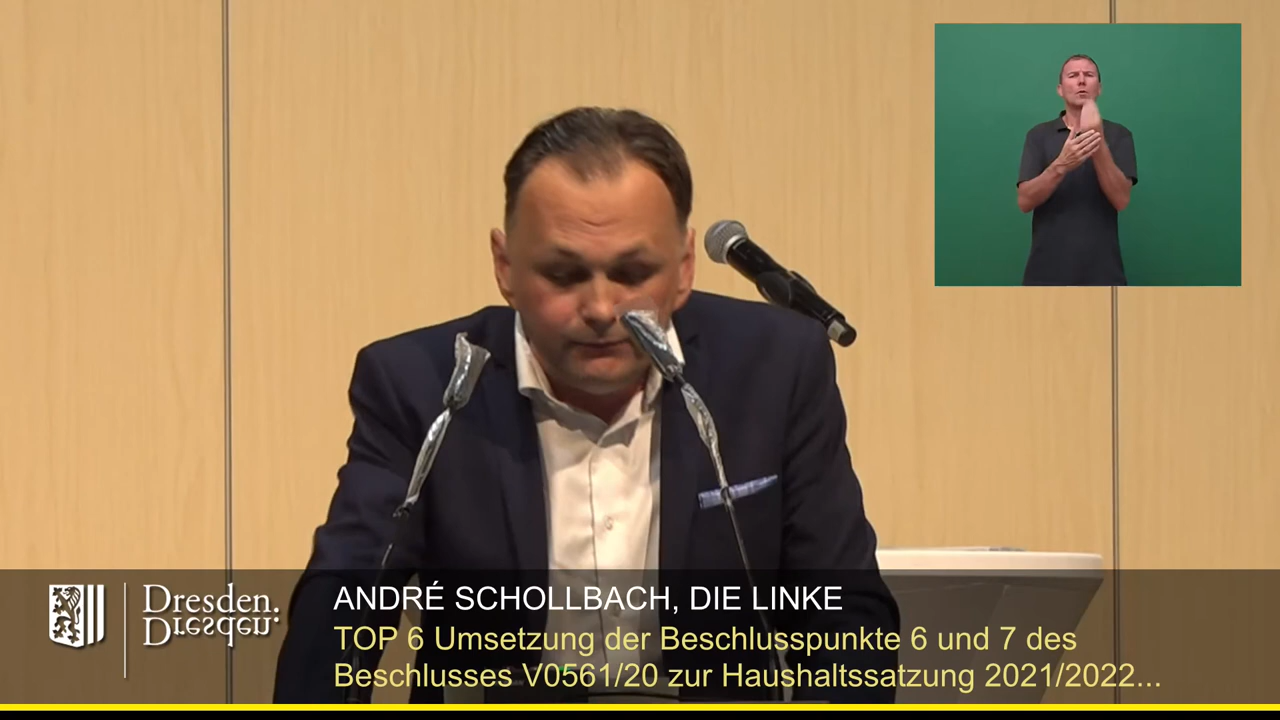 Dresden.
Dresden.
ANDRÉ SCHOLLBACH, DIE LINKE
TOP 6 Umsetzung der Beschlusspunkte 6 und 7 des
Beschlusses V0561/20 zur Haushaltssatzung 2021/2022...